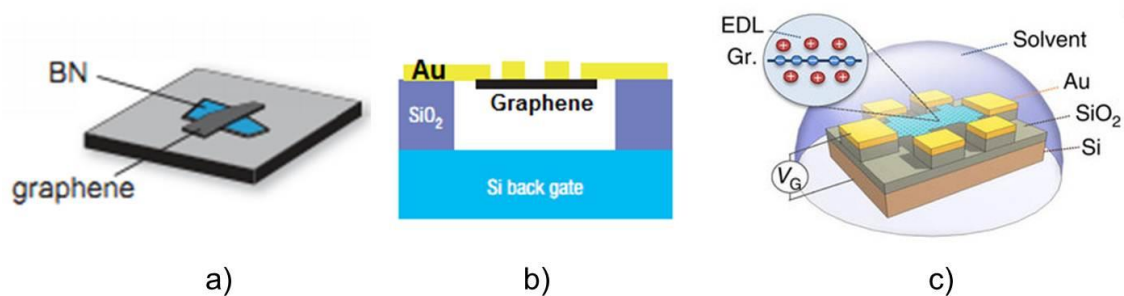 BN
graphene
a)
Au
Graphene
SiO2
Si back gate
b)
EDL
Gr.
Solvent
Au
SiO2
Si
VG
c)